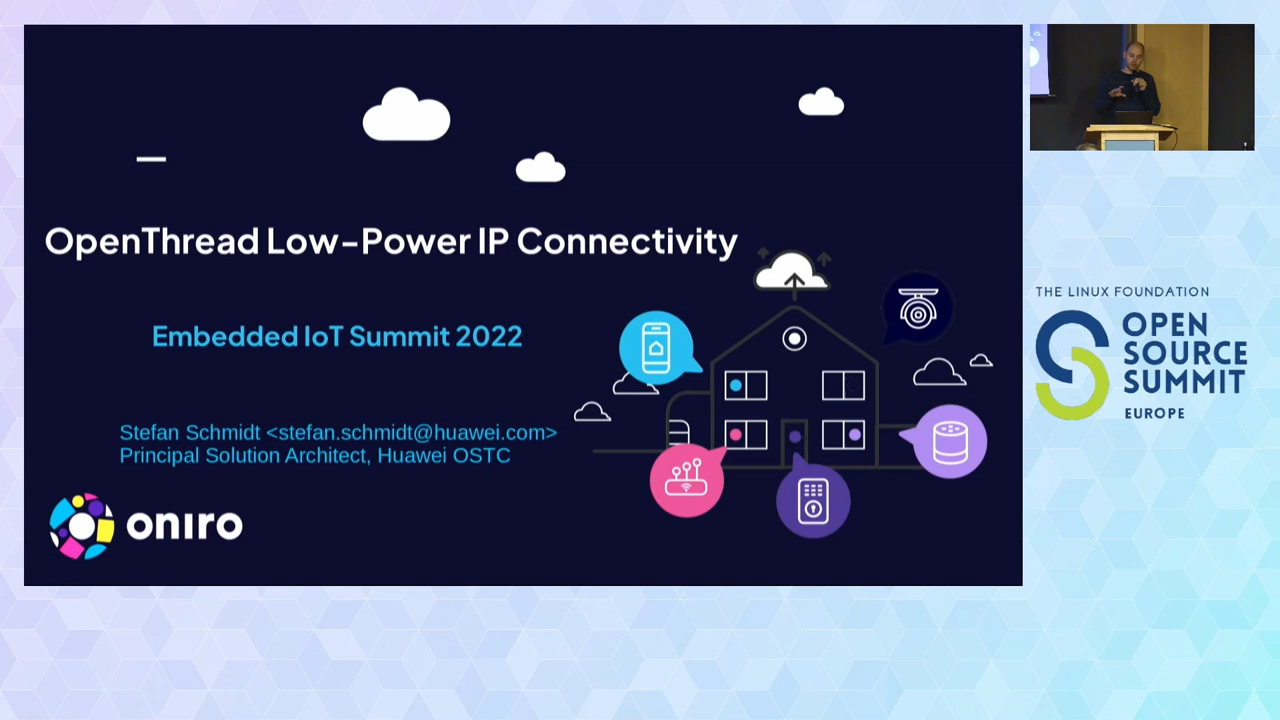 OpenThread Low-Power IP Connectivity
Embedded IoT Summit 2022
Stefan Schmidt <stefan.schmidt@huawei.com>
Principal Solution Architect, Huawei OSTC
oniro
THE LINUX FOUNDATION
OPEN
SOURCE
SUMMIT
EUROPE